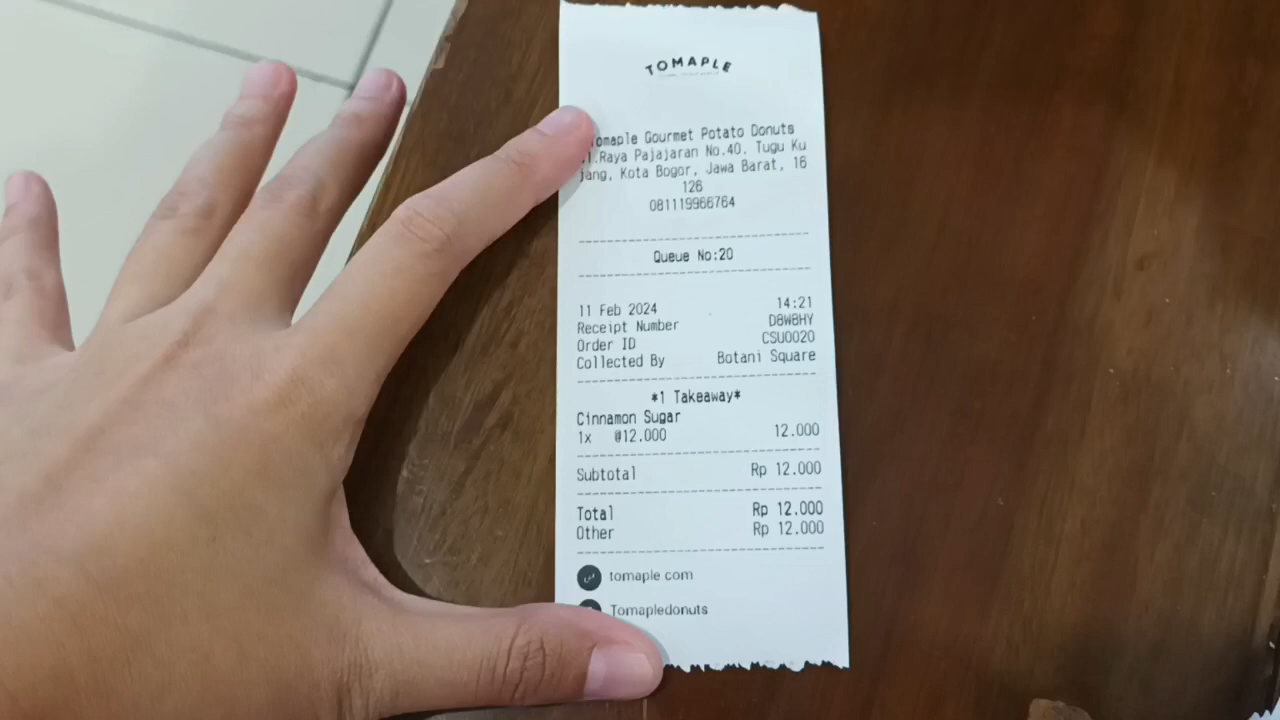 TOMAPLE
omaple Gourmet Potato Donuts
l.Raya Pajajaran No.40, Tugu Ku
jang, Kota Bogor, Jawa Barat, 16
126
081119966764
Queue No:20
11 Feb 2024 14:21
Receipt Number D8W8HY
Order ID CSU0020
Collected By Botani Square
*1 Takeaway*
Cinnamon Sugar
1x @12.000 12.000
Subtotal Rp 12.000
Total Rp 12.000
Other Rp 12.000
tomaple com
Tomapledonuts